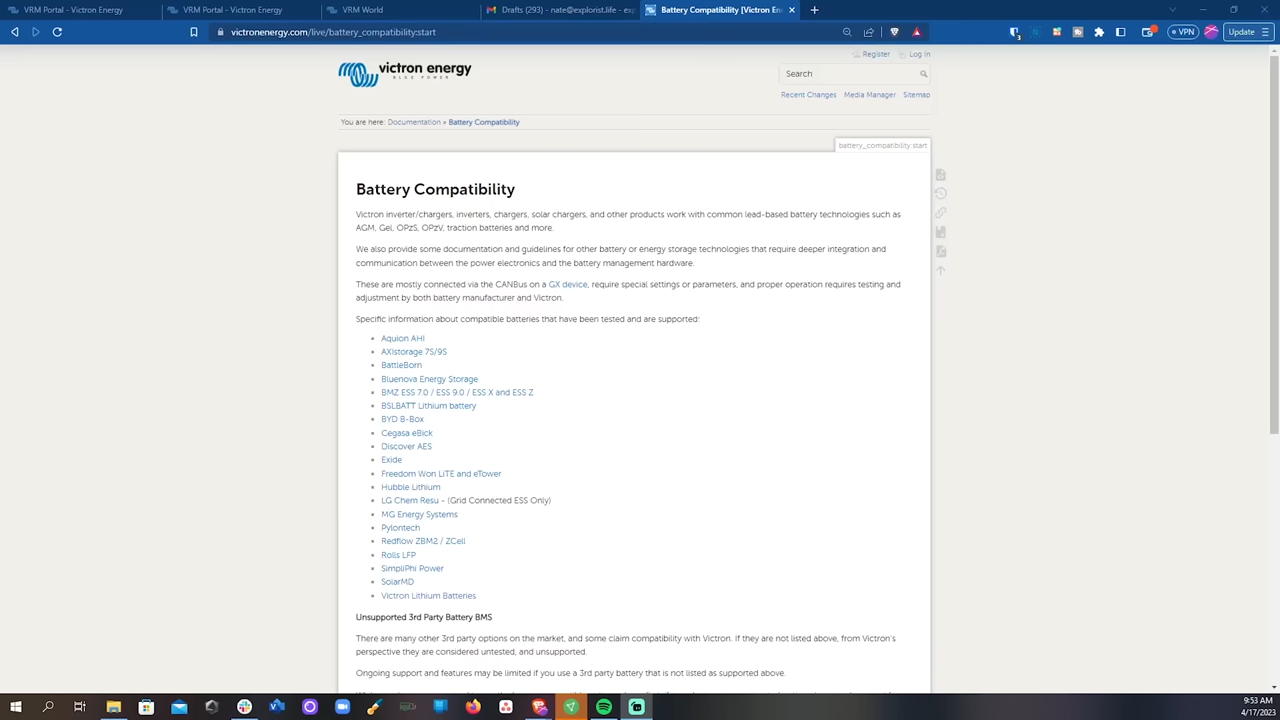 VRM Portal - Victron Energy
VRM Portal - Victron Energy
VRM World
Drafts (293) - nate@explorist.life - ex
Battery Compatibility [Victron En
victronenergy.com/live/battery_compatibility:start
VPN
Update
victron energy
BLUE POWER
Register
Log In
Search
Recent Changes Media Manager Sitemap
You are here: Documentation » Battery Compatibility
battery_compatibility:start
Battery Compatibility
Victron inverter/chargers, inverters, chargers, solar chargers, and other products work with common lead-based battery technologies such as
AGM, Gel, OPzS, OPzV, traction batteries and more.
We also provide some documentation and guidelines for other battery or energy storage technologies that require deeper integration and
communication between the power electronics and the battery management hardware.
These are mostly connected via the CANBus on a GX device, require special settings or parameters, and proper operation requires testing and
adjustment by both battery manufacturer and Victron.
Specific information about compatible batteries that have been tested and are supported:
• Aquion AHI
• AXIstorage 7S/9S
• BattleBorn
• Bluenova Energy Storage
• BMZ ESS 7.0 / ESS 9.0 / ESS X and ESS Z
• BSLBATT Lithium battery
• BYD B-Box
• Cegasa eBick
• Discover AES
• Exide
• Freedom Won LiTE and eTower
• Hubble Lithium
• LG Chem Resu - (Grid Connected ESS Only)
• MG Energy Systems
• Pylontech
• Redflow ZBM2 / ZCell
• Rolls LFP
• SimpliPhi Power
• SolarMD
• Victron Lithium Batteries
Unsupported 3rd Party Battery BMS
There are many other 3rd party options on the market, and some claim compatibility with Victron. If they are not listed above, from Victron's
perspective they are considered untested, and unsupported.
Ongoing support and features may be limited if you use a 3rd party battery that is not listed as supported above.
9:53 AM
4/17/2023